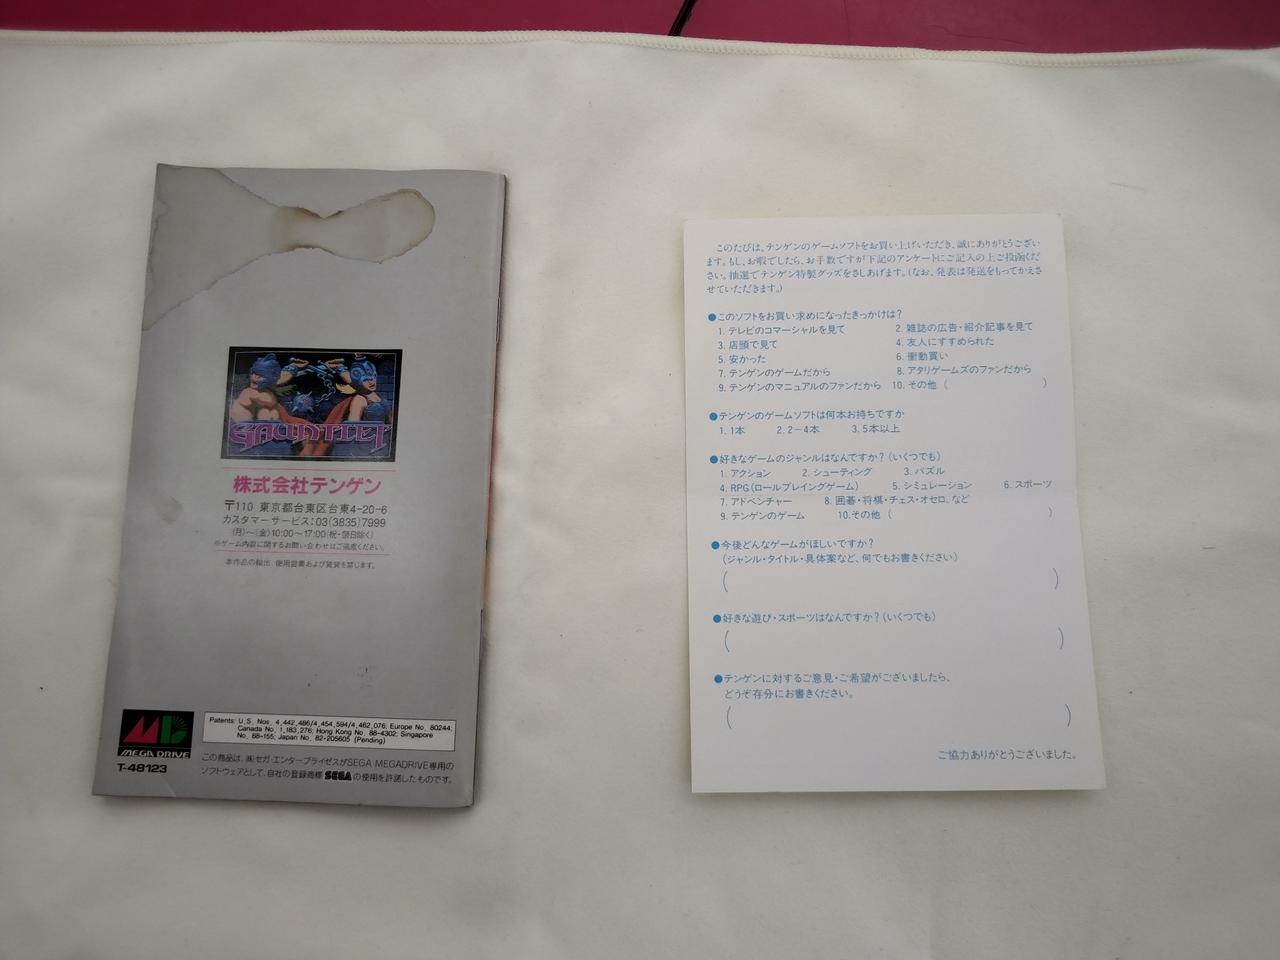 GAUNTLET
株式会社テンゲン
〒110 東京都台東区台東4-20-6
カスタマーサービス:03(3835)7999
(月)〜(金)10:00〜17:00(祝・祭日除く)
※ゲーム内容に関するお問い合わせはご遠慮ください。
本作品の輸出、使用営業および賃貸を禁じます。
MEGA DRIVE
T-48123
Patents: U.S. Nos. 4,442,486/4,454,594/4,462,076; Europe No. 80244;
Canada No. 1,183,276; Hong Kong No. 88-4302; Singapore
No. 88-155; Japan No. 82-205605 (Pending)
この商品は、㈱セガ・エンタープライゼスがSEGA MEGADRIVE専用の
ソフトウェアとして、自社の登録商標 SEGA の使用を許諾したものです。
このたびは、テンゲンのゲームソフトをお買い上げいただき、誠にありがとうござい
ます。もし、お暇でしたら、お手数ですが下記のアンケートにご記入の上ご投函くだ
さい。抽選でテンゲン特製グッズをさしあげます。(なお、発表は発送をもってかえさ
せていただきます。)
●このソフトをお買い求めになったきっかけは?
1. テレビのコマーシャルを見て 2. 雑誌の広告・紹介記事を見て
3. 店頭で見て 4. 友人にすすめられた
5. 安かった 6. 衝動買い
7. テンゲンのゲームだから 8. アタリゲームズのファンだから
9. テンゲンのマニュアルのファンだから 10. その他 ( )
●テンゲンのゲームソフトは何本お持ちですか
1. 1本 2. 2―4本 3. 5本以上
●好きなゲームのジャンルはなんですか?(いくつでも)
1. アクション 2. シューティング 3. パズル
4. RPG(ロールプレイングゲーム) 5. シミュレーション 6. スポーツ
7. アドベンチャー 8. 囲碁・将棋・チェス・オセロ、など
9. テンゲンのゲーム 10.その他 ( )
●今後どんなゲームがほしいですか?
(ジャンル・タイトル・具体案など、何でもお書きください)
( )
●好きな遊び・スポーツはなんですか?(いくつでも)
( )
●テンゲンに対するご意見・ご希望がございましたら、
どうぞ存分にお書きください。
( )
ご協力ありがとうございました。